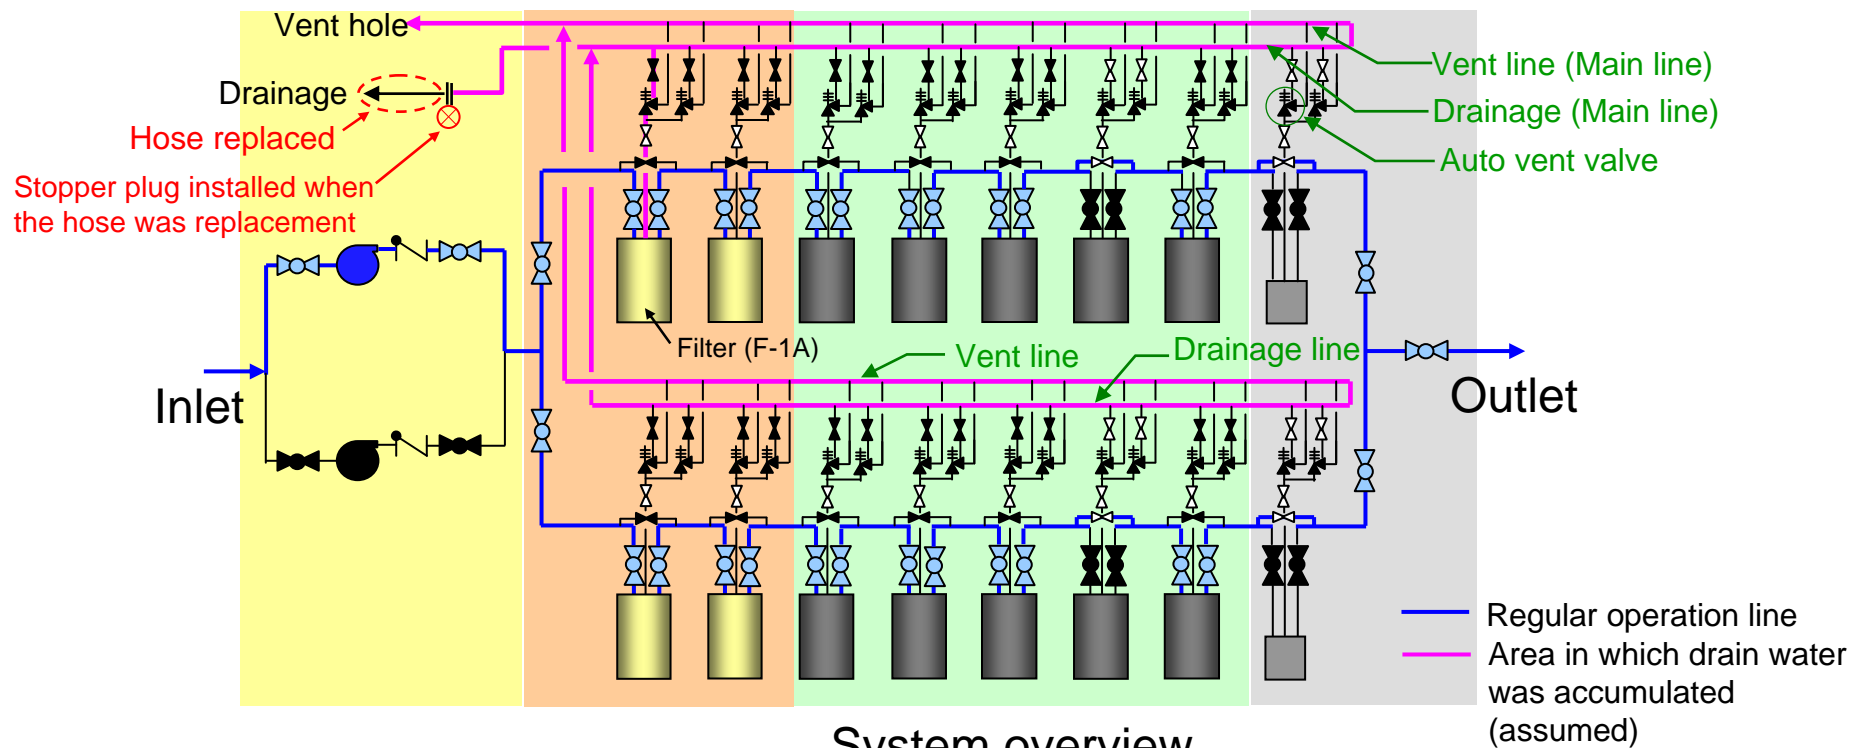 Vent hole
Drainage
Hose replaced
Stopper plug installed when
the hose was replacement
Vent line (Main line)
Drainage (Main line)
Auto vent valve
Filter (F-1A)
Vent line
Drainage line
Inlet
Outlet
Regular operation line
Area in which drain water
was accumulated
(assumed)
System overview